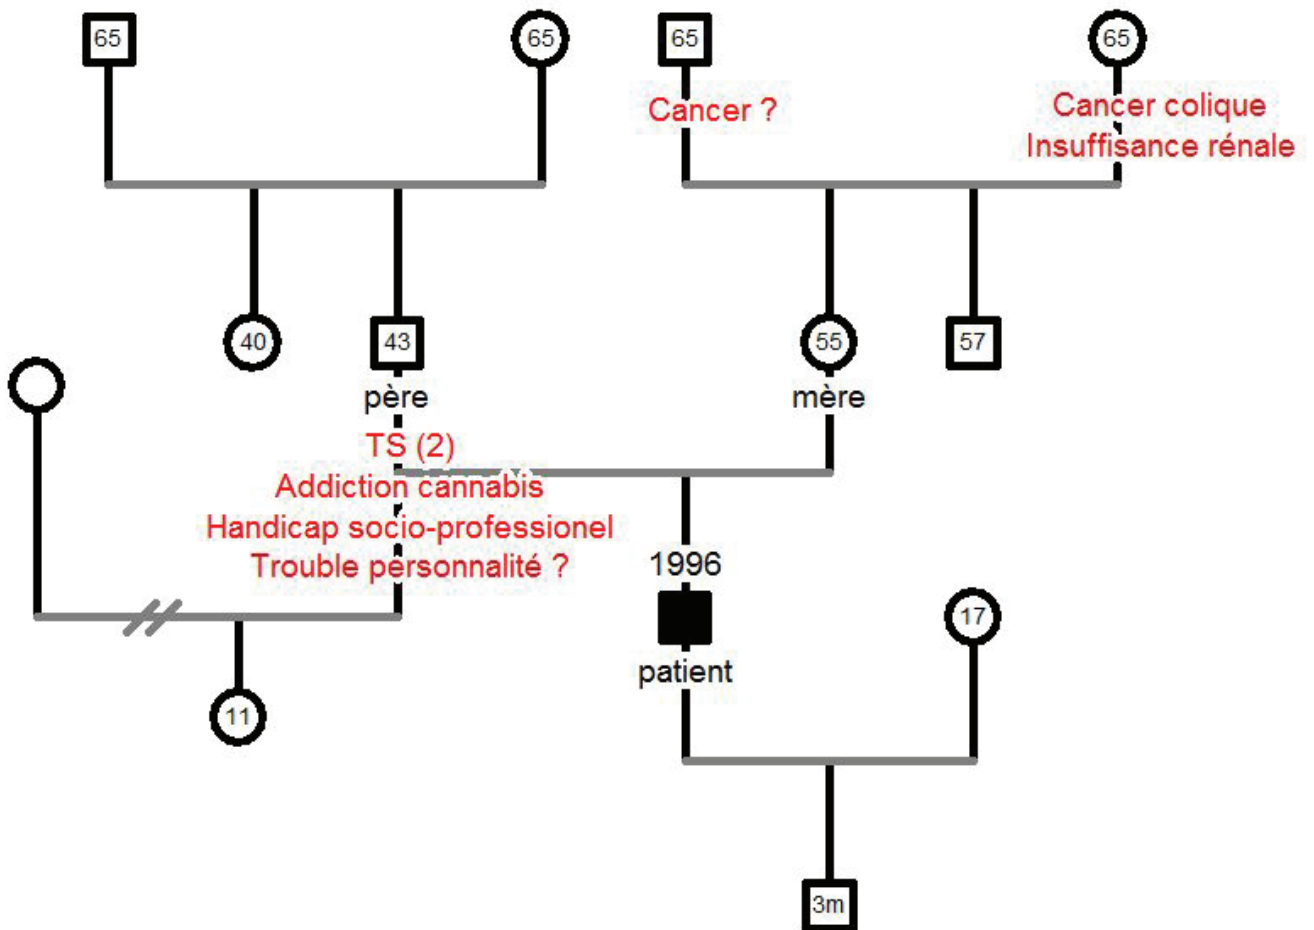 65
65
65
65
Cancer ?
Cancer colique
Insuffisance rénale
40
43
55
57
père
mère
TS (2)
Addiction cannabis
Handicap socio-professionel
Trouble personnalité ?
1996
17
patient
11
3m